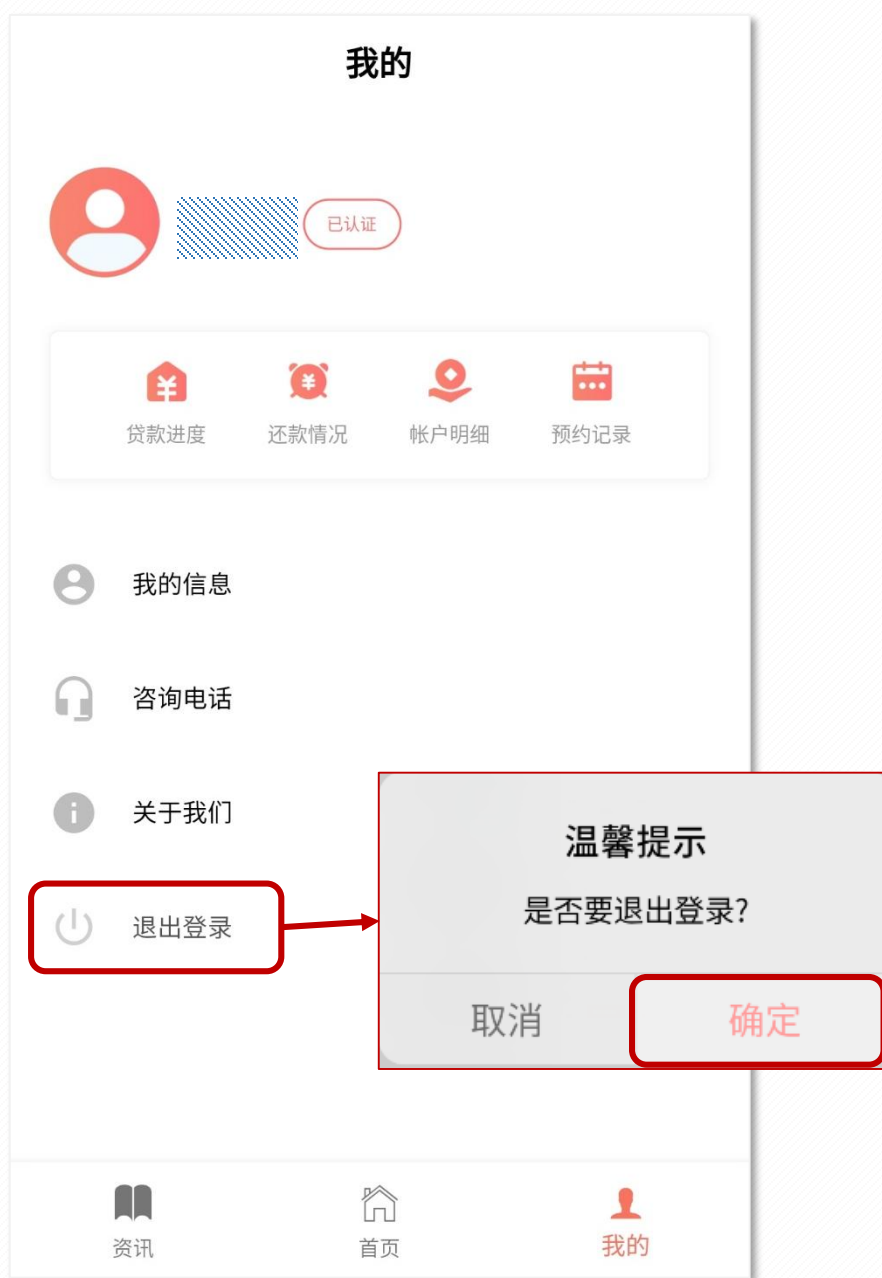 我的
已认证
贷款进度 还款情况 帐户明细 预约记录
我的信息
咨询电话
关于我们
退出登录
温馨提示
是否要退出登录?
取消 确定
资讯 首页 我的